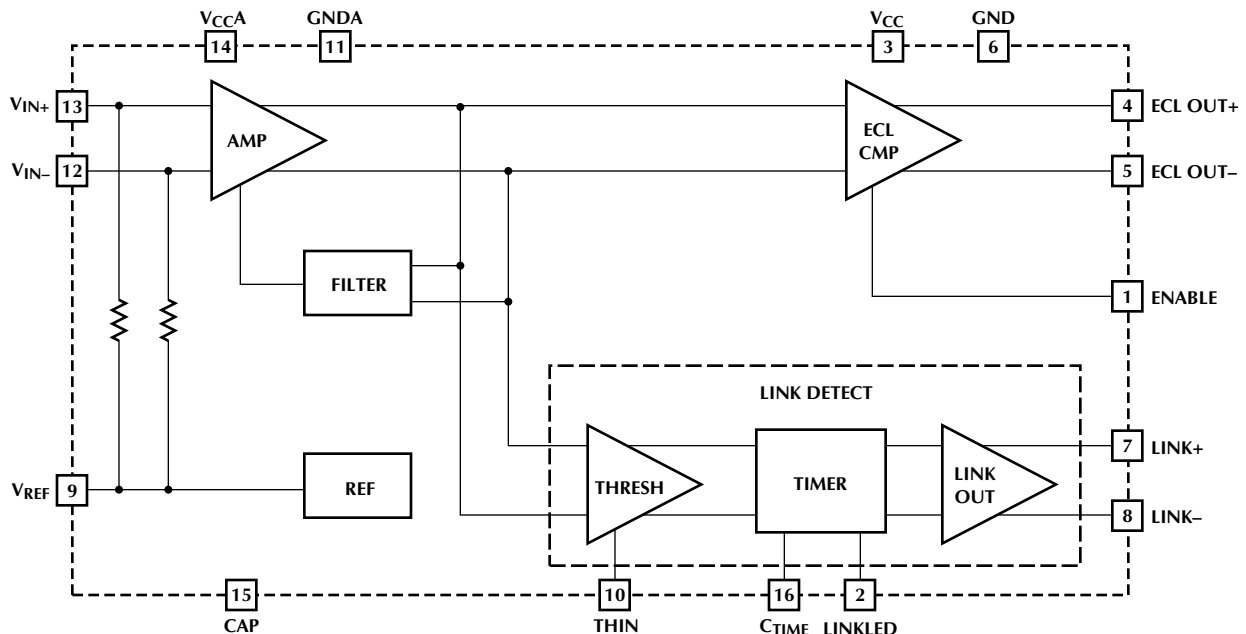 VCCA GNDA VCC GND
14 11 3 6
VIN+ 13 AMP ECL CMP 4 ECL OUT+
VIN– 12 5 ECL OUT–
FILTER 1 ENABLE
LINK DETECT
7 LINK+
VREF 9 REF THRESH TIMER LINK OUT
8 LINK–
15 10 16 2
CAP THIN CTIME LINKLED